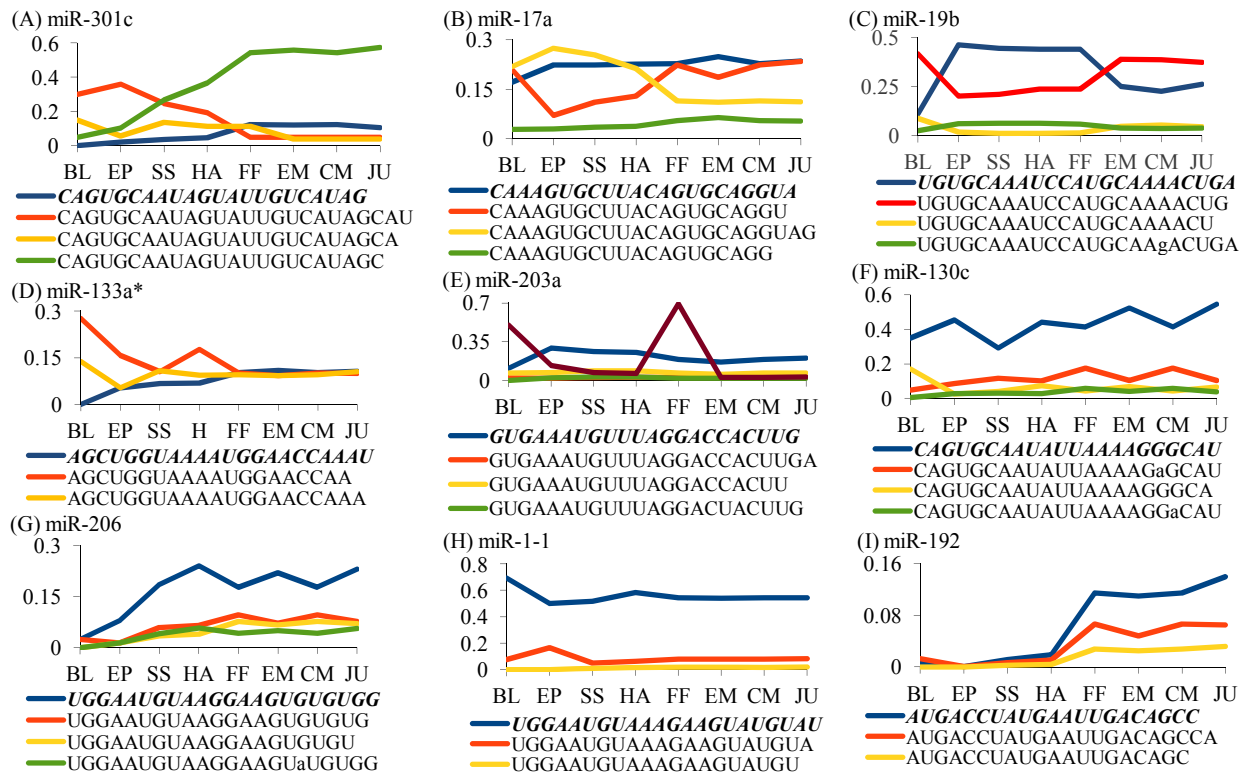 (A) miR-301c
0.6
0.4
0.2
0
BL EP SS HA FF EM CM JU
CAGUGCAAUAGUAUUGUCAUAG
CAGUGCAAUAGUAUUGUCAUAGCAU
CAGUGCAAUAGUAUUGUCAUAGCA
CAGUGCAAUAGUAUUGUCAUAGC
(B) miR-17a
0.3
0.15
0
BL EP SS HA FF EM CM JU
CAAAGUGCUUACAGUGCAGGUA
CAAAGUGCUUACAGUGCAGGU
CAAAGUGCUUACAGUGCAGGUAG
CAAAGUGCUUACAGUGCAGG
(C) miR-19b
0.5
0.25
0
BL EP SS HA FF EM CM JU
UGUGCAAAUCCAUGCAAAACUGA
UGUGCAAAUCCAUGCAAAACUG
UGUGCAAAUCCAUGCAAAACU
UGUGCAAAUCCAUGCAAgACUGA
(D) miR-133a*
0.3
0.15
0
BL EP SS H FF EM CM JU
AGCUGGUAAAAUGGAACCAAAU
AGCUGGUAAAAUGGAACCAA
AGCUGGUAAAAUGGAACCAAA
(E) miR-203a
0.7
0.35
0
BL EP SS HA FF EM CM JU
GUGAAAUGUUUAGGACCACUUG
GUGAAAUGUUUAGGACCACUUGA
GUGAAAUGUUUAGGACCACUU
GUGAAAUGUUUAGGACUACUUG
(F) miR-130c
0.6
0.4
0.2
0
BL EP SS HA FF EM CM JU
CAGUGCAAUAUUAAAAGGGCAU
CAGUGCAAUAUUAAAAGaGCAU
CAGUGCAAUAUUAAAAGGGCA
CAGUGCAAUAUUAAAAGGaCAU
(G) miR-206
0.3
0.15
0
BL EP SS HA FF EM CM JU
UGGAAUGUAAGGAAGUGUGUGG
UGGAAUGUAAGGAAGUGUGUG
UGGAAUGUAAGGAAGUGUGU
UGGAAUGUAAGGAAGUaUGUGG
(H) miR-1-1
0.8
0.6
0.4
0.2
0
BL EP SS HA FF EM CM JU
UGGAAUGUAAAGAAGUAUGUAU
UGGAAUGUAAAGAAGUAUGUA
UGGAAUGUAAAGAAGUAUGU
(I) miR-192
0.16
0.08
0
BL EP SS HA FF EM CM JU
AUGACCUAUGAAUUGACAGCC
AUGACCUAUGAAUUGACAGCCA
AUGACCUAUGAAUUGACAGC